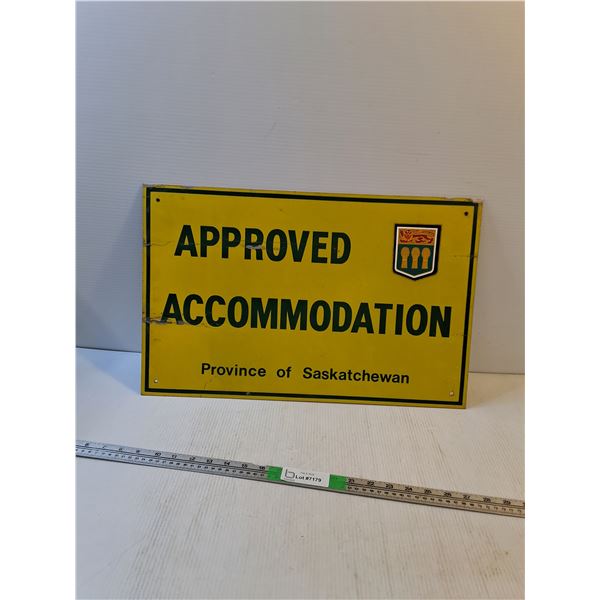 APPROVED
ACCOMMODATION
Province of Saskatchewan
Lot #7179